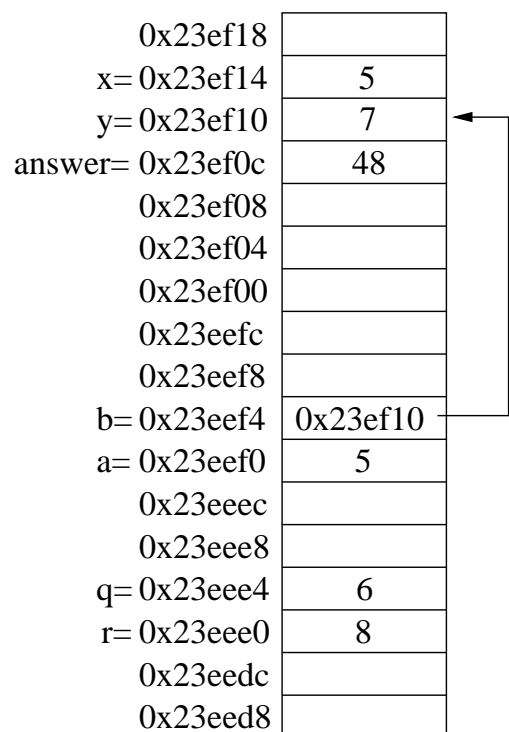 0x23ef18
x= 0x23ef14 5
y= 0x23ef10 7
answer= 0x23ef0c 48
0x23ef08
0x23ef04
0x23ef00
0x23eefc
0x23eef8
b= 0x23eef4 0x23ef10
a= 0x23eef0 5
0x23eeec
0x23eee8
q= 0x23eee4 6
r= 0x23eee0 8
0x23eedc
0x23eed8